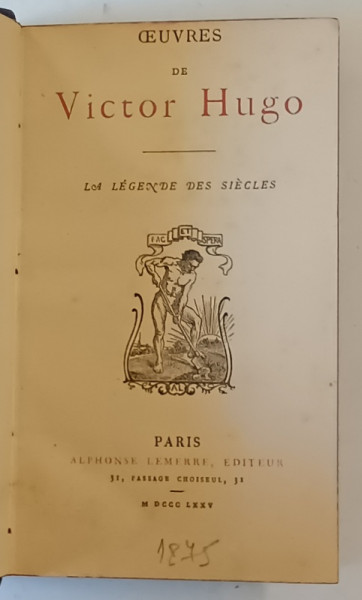 ŒUVRES
DE
Victor Hugo
LA LÉGENDE DES SIÈCLES
ET
FAC SPERA
AL
PARIS
ALPHONSE LEMERRE, EDITEUR
31, PASSAGE CHOISEUL, 31
M DCCC LXXV
1875